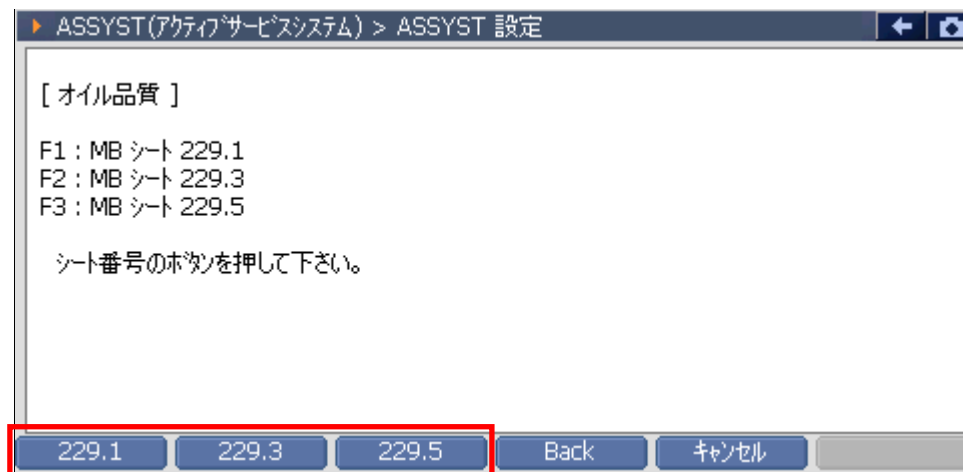 ASSYST(ｱｸﾃｨﾌﾞｻｰﾋﾞｽｼｽﾃﾑ) > ASSYST 設定
[ オイル品質 ]
F1 : MB ｼｰﾄ 229.1
F2 : MB ｼｰﾄ 229.3
F3 : MB ｼｰﾄ 229.5
ｼｰﾄ番号のﾎﾞﾀﾝを押して下さい。
229.1 229.3 229.5 Back ｷｬﾝｾﾙ